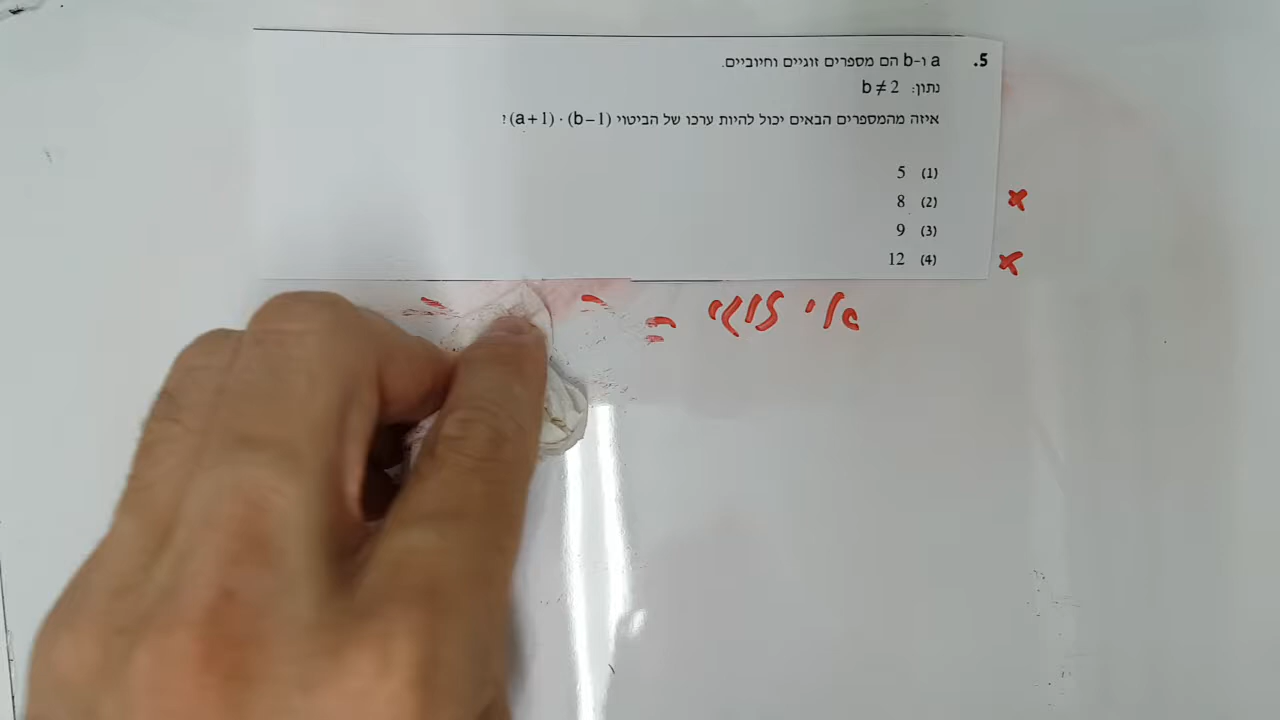 .5 a ו-b הם מספרים זוגיים וחיוביים.
נתון: b ≠ 2
איזה מהמספרים הבאים יכול להיות ערכו של הביטוי (a + 1) · (b – 1) ?
(1) 5
(2) 8
(3) 9
(4) 12
אי זוגי =